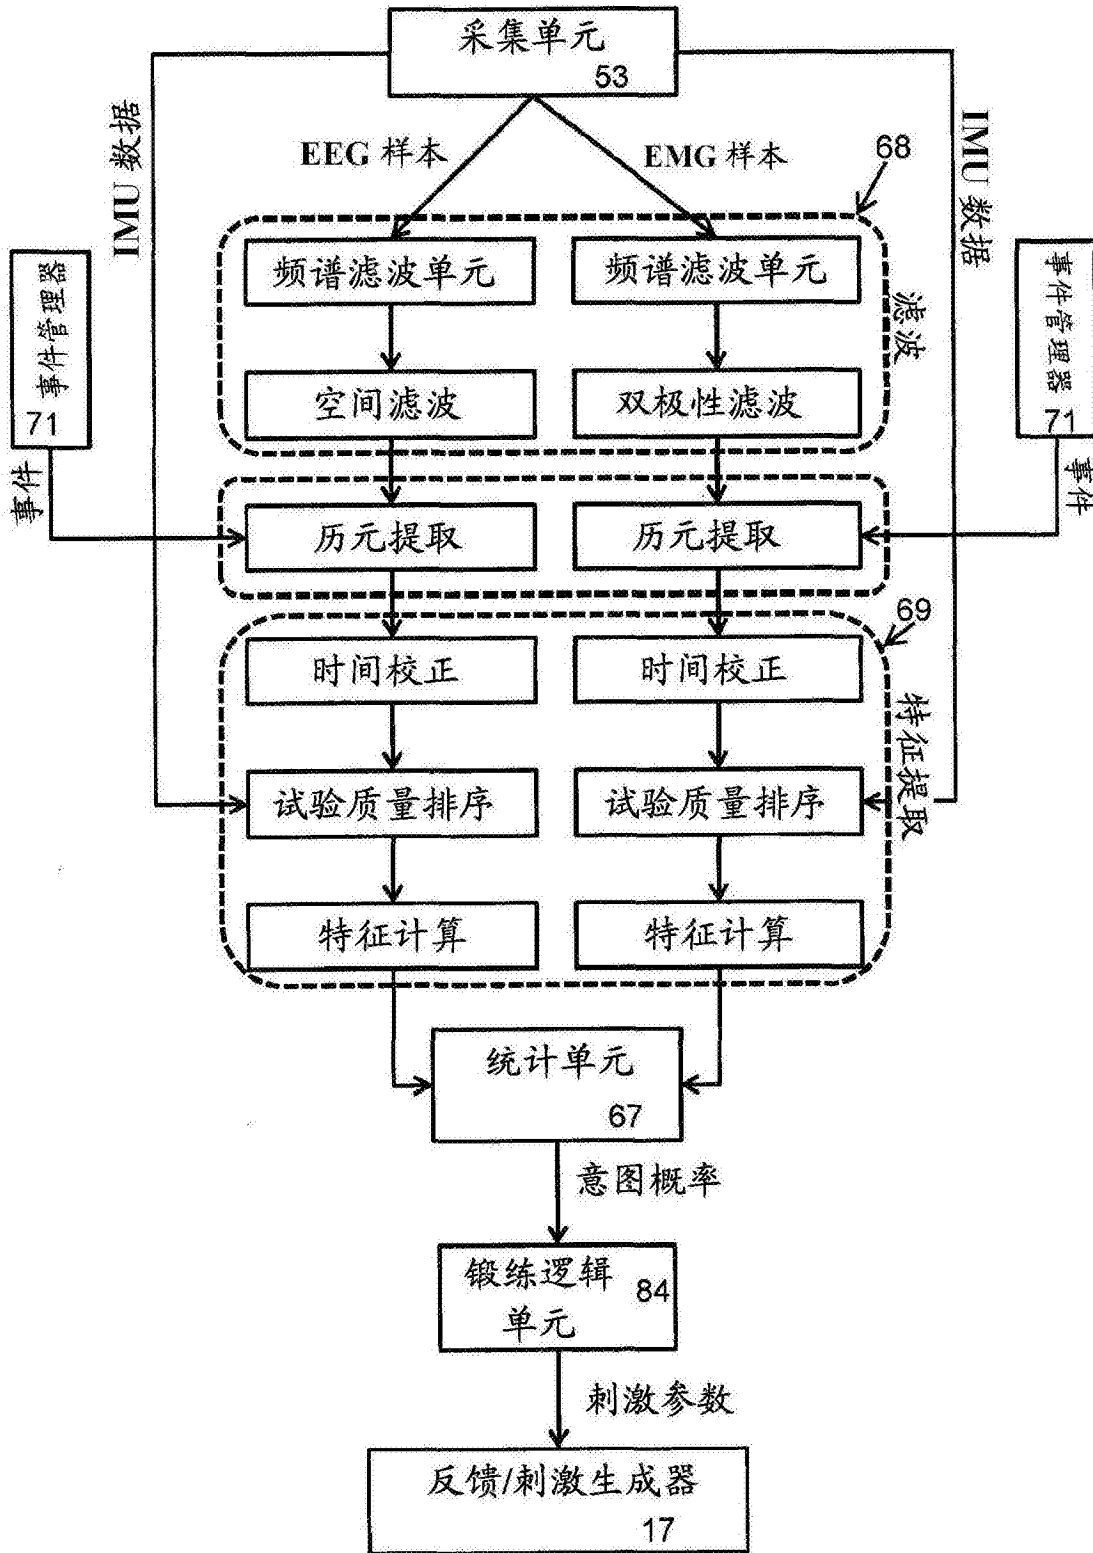 采集单元
53
IMU 数据
EEG 样本
EMG 样本
68
IMU 数据
频谱滤波单元
频谱滤波单元
滤波
事件管理器
71
事件管理器
71
空间滤波
双极性滤波
事件
事件
历元提取
历元提取
69
时间校正
时间校正
特征提取
试验质量排序
试验质量排序
特征计算
特征计算
统计单元
67
意图概率
锻练逻辑
单元
84
刺激参数
反馈/刺激生成器
17